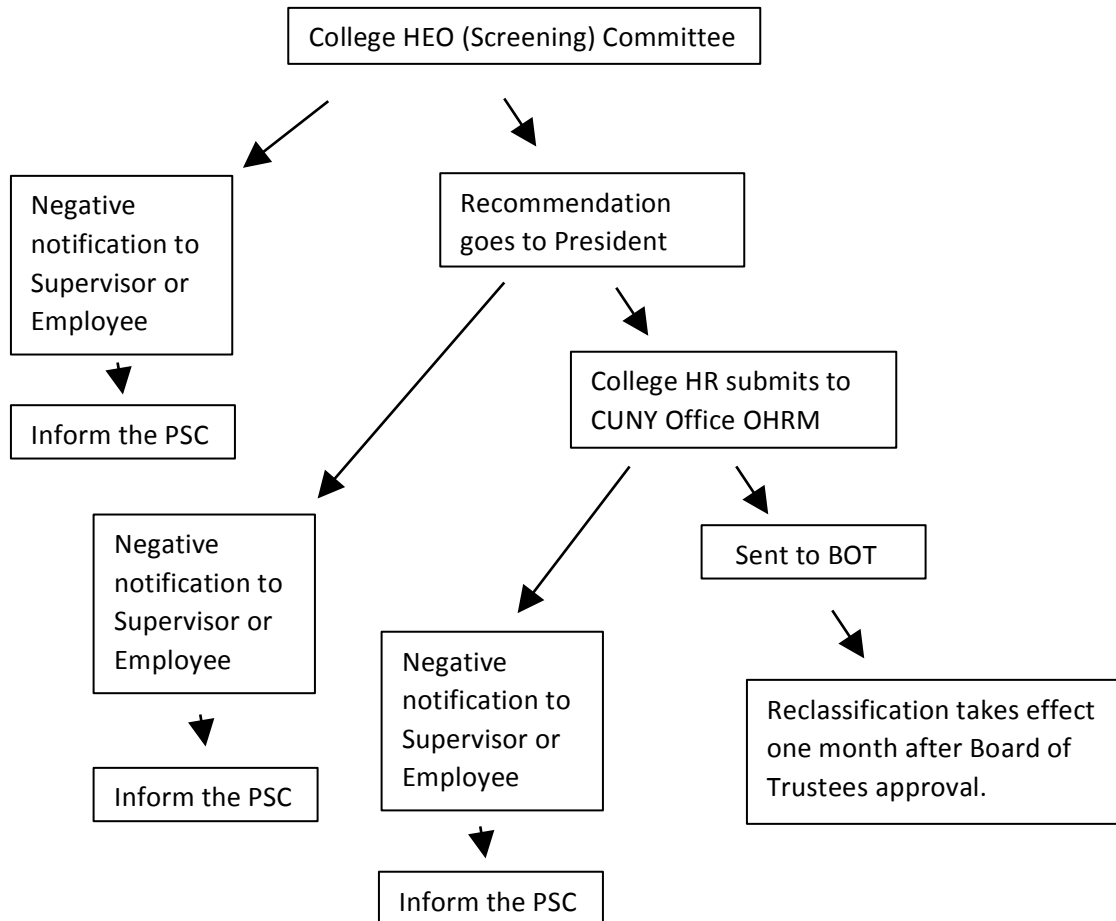 College HEO (Screening) Committee
Negative
notification to
Supervisor or
Employee
Recommendation
goes to President
Inform the PSC
College HR submits to
CUNY Office OHRM
Negative
notification to
Supervisor or
Employee
Sent to BOT
Inform the PSC
Negative
notification to
Supervisor or
Employee
Reclassification takes effect
one month after Board of
Trustees approval.
Inform the PSC